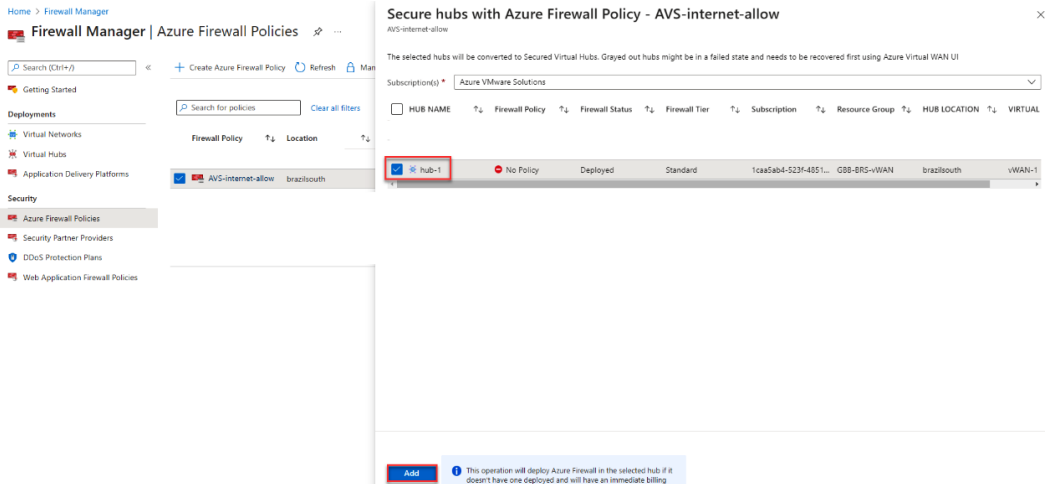 Home > Firewall Manager
Firewall Manager | Azure Firewall Policies
Search (Ctrl+/)
Getting Started
Deployments
Virtual Networks
Virtual Hubs
Application Delivery Platforms
Security
Azure Firewall Policies
Security Partner Providers
DDoS Protection Plans
Web Application Firewall Policies
+ Create Azure Firewall Policy Refresh Man
Search for policies Clear all filters
Firewall Policy Location
AVS-internet-allow brazilsouth
Secure hubs with Azure Firewall Policy - AVS-internet-allow
AVS-internet-allow
The selected hubs will be converted to Secured Virtual Hubs. Grayed out hubs might be in a failed state and needs to be recovered first using Azure Virtual WAN UI
Subscription(s) * Azure VMware Solutions
HUB NAME Firewall Policy Firewall Status Firewall Tier Subscription Resource Group HUB LOCATION VIRTUAL
hub-1 No Policy Deployed Standard 1caa5ab4-523f-4851... GBB-BRS-vWAN brazilsouth vWAN-1
Add
This operation will deploy Azure Firewall in the selected hub if it
doesn't have one deployed and will have an immediate billing